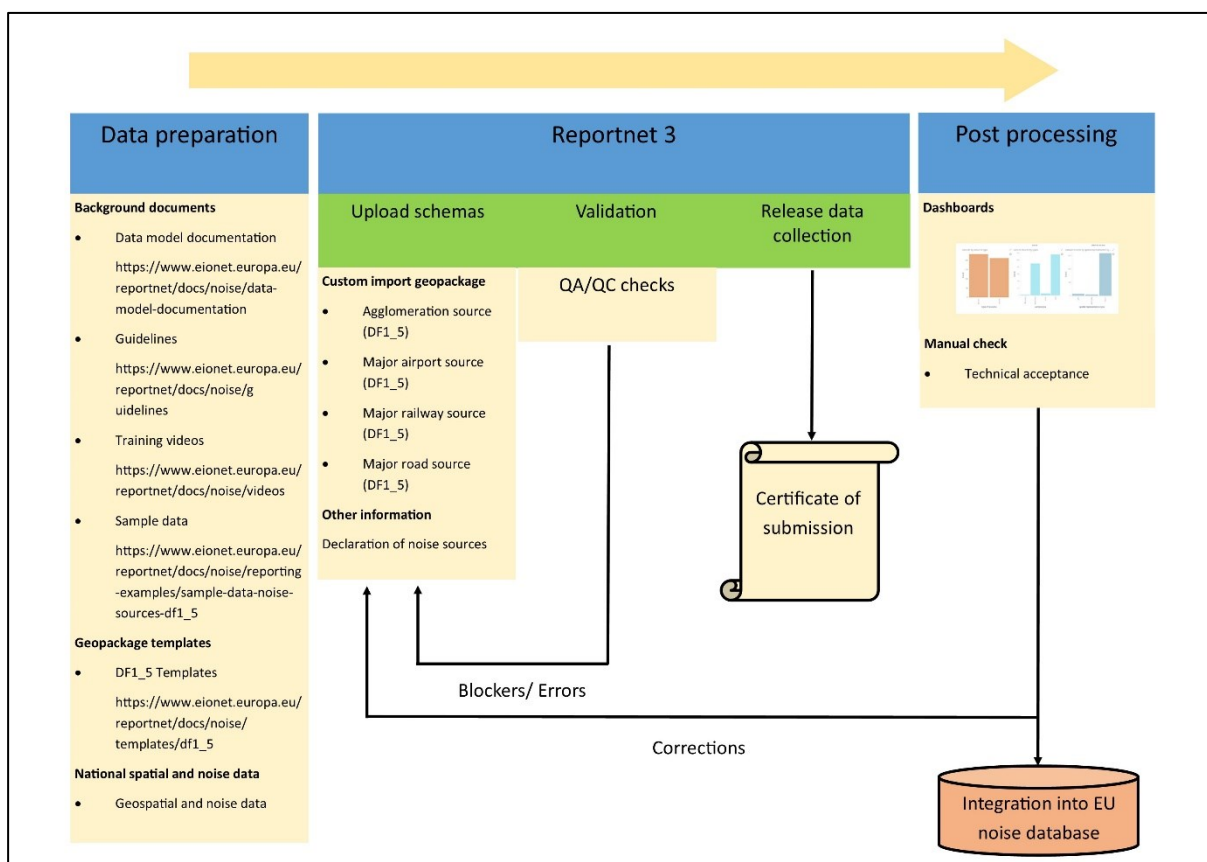 Data preparation
Background documents
• Data model documentation
https://www.eionet.europa.eu/
reportnet/docs/noise/data-
model-documentation
• Guidelines
https://www.eionet.europa.eu/
reportnet/docs/noise/g
uidelines
• Training videos
https://www.eionet.europa.eu/
reportnet/docs/noise/videos
• Sample data
https://www.eionet.europa.eu/
reportnet/docs/noise/reporting
-examples/sample-data-noise-
sources-df1_5
Geopackage templates
• DF1_5 Templates
https://www.eionet.europa.eu/
reportnet/docs/noise/
templates/df1_5
National spatial and noise data
• Geospatial and noise data
Reportnet 3
Upload schemas
Custom import geopackage
• Agglomeration source
(DF1_5)
• Major airport source
(DF1_5)
• Major railway source
(DF1_5)
• Major road source
(DF1_5)
Other information
Declaration of noise sources
Validation
QA/QC checks
Release data
collection
Certificate of
submission
Blockers/ Errors
Corrections
Post processing
Dashboards
Manual check
• Technical acceptance
Integration into EU
noise database